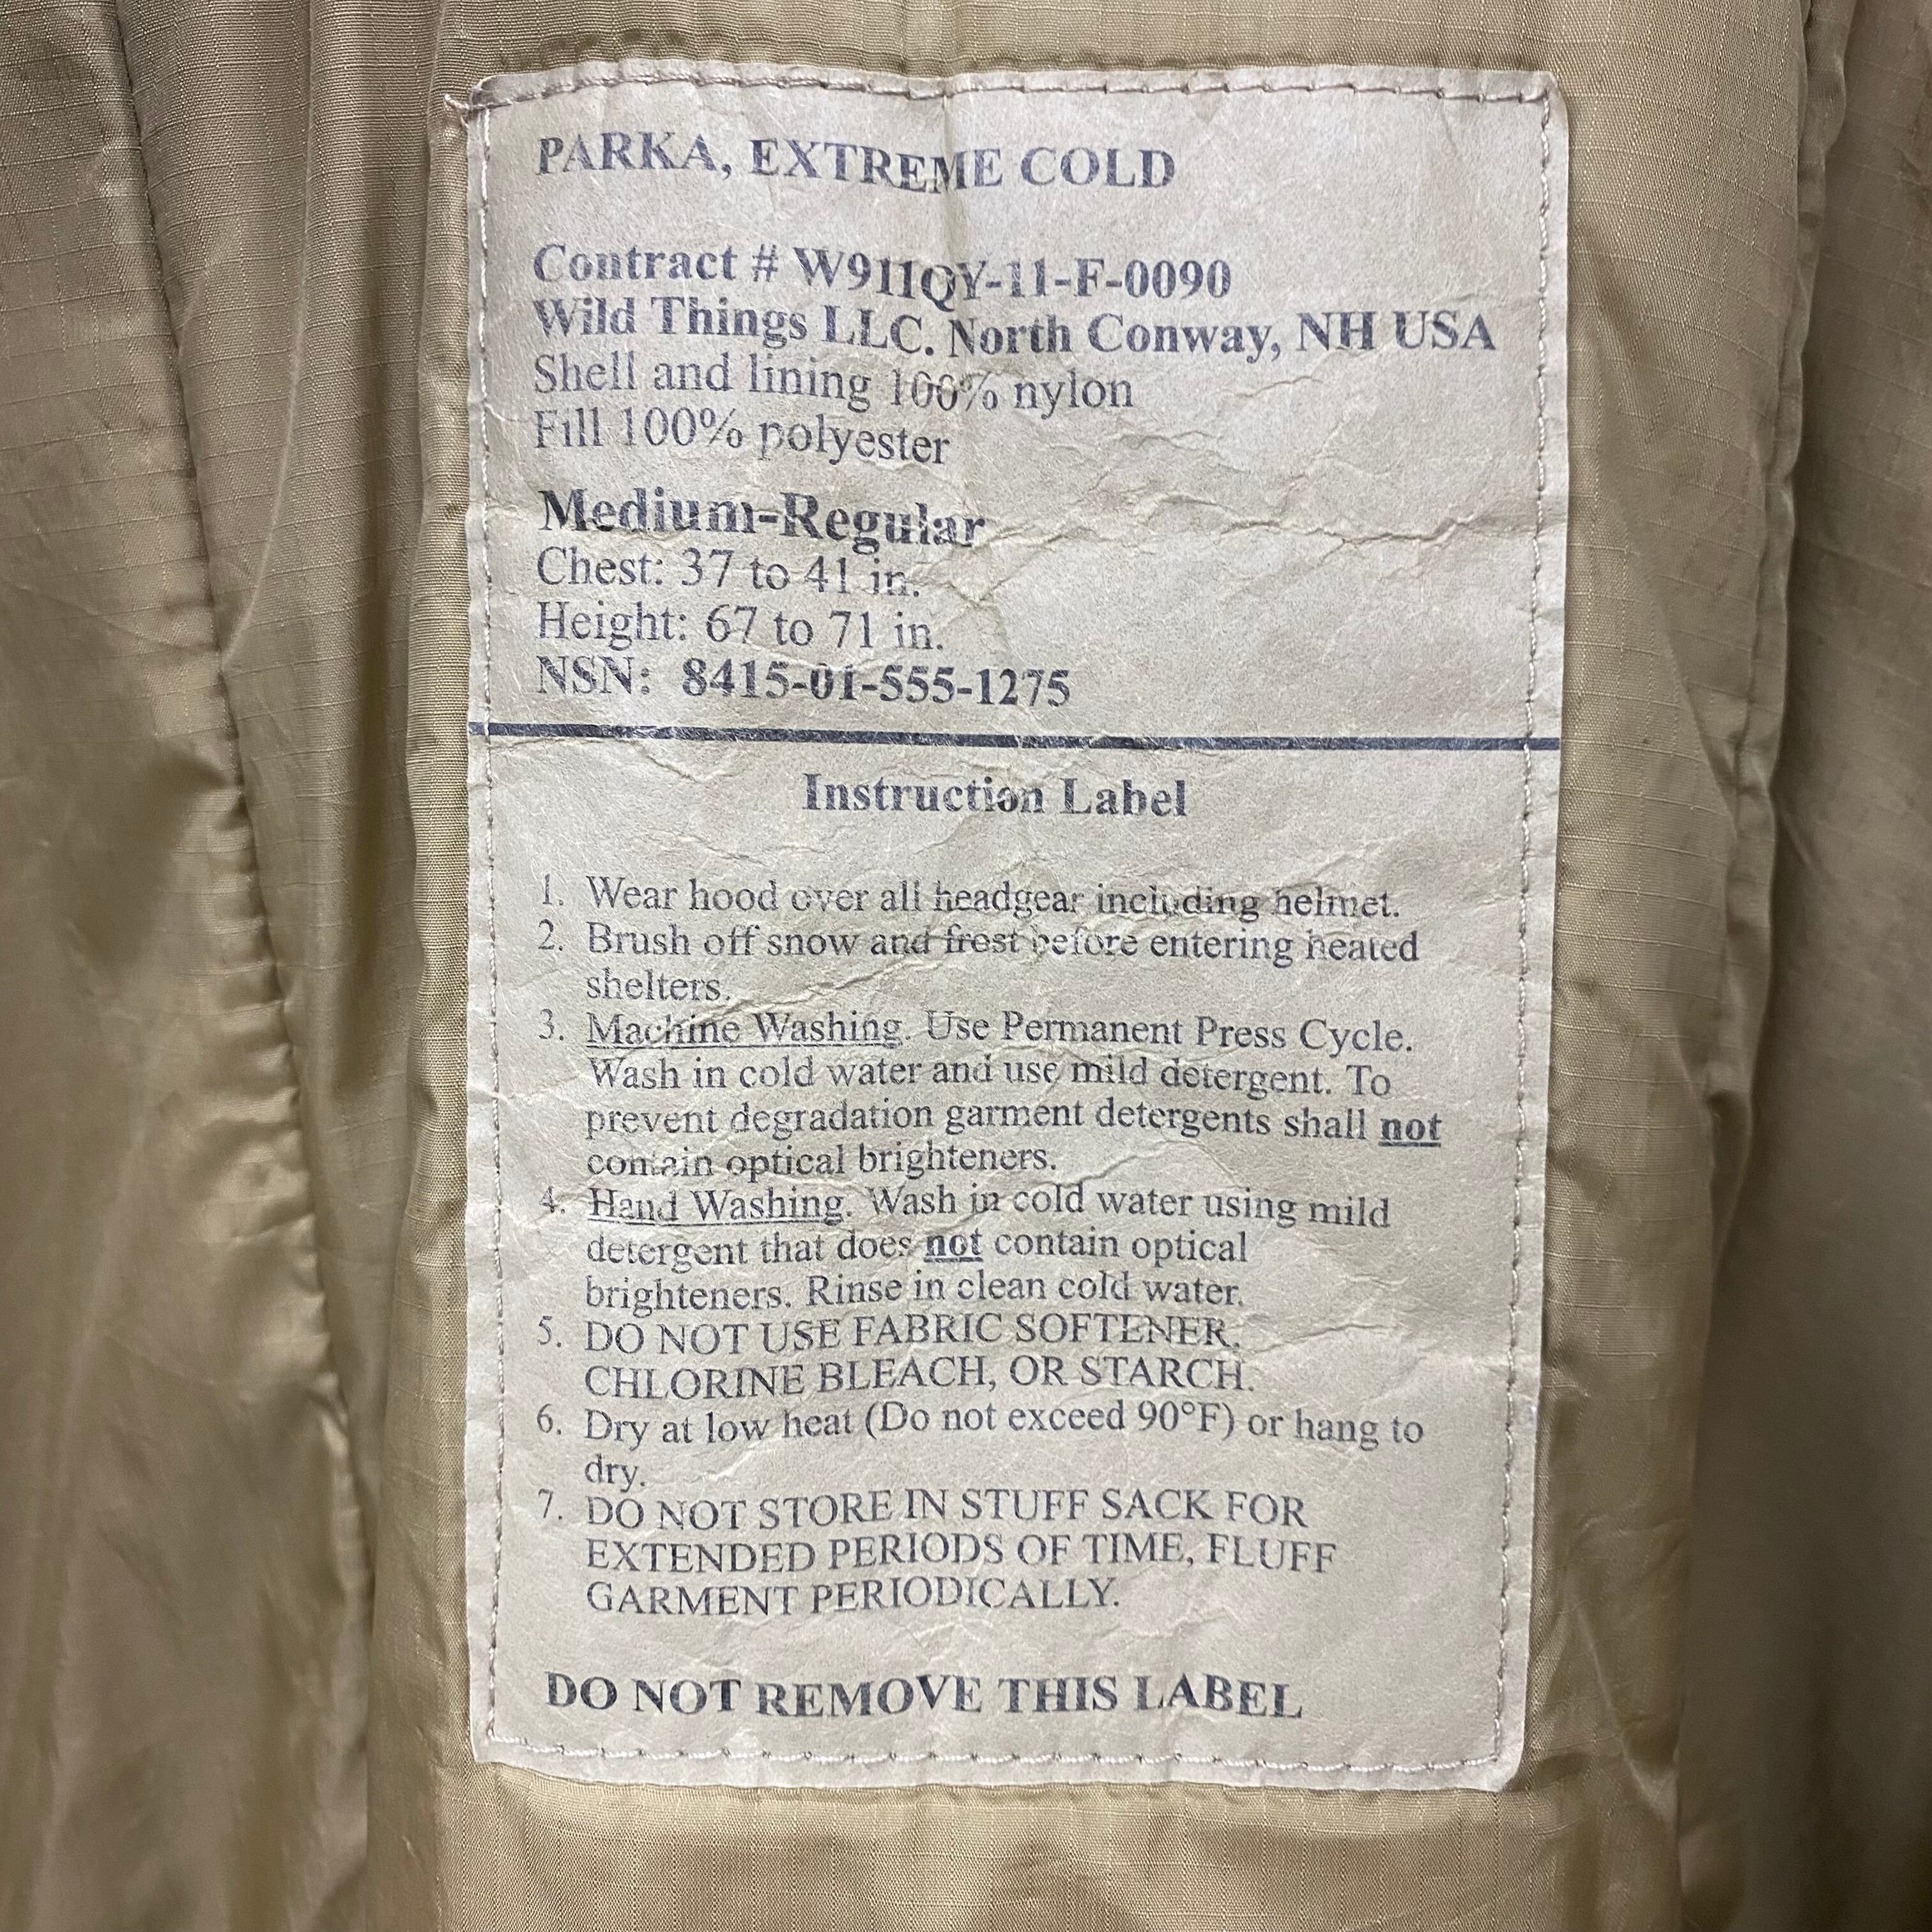 PARKA, EXTREME COLD
Contract # W911QY-11-F-0090
Wild Things LLC. North Conway, NH USA
Shell and lining 100% nylon
Fill 100% polyester
Medium-Regular
Chest: 37 to 41 in.
Height: 67 to 71 in.
NSN: 8415-01-555-1275
Instruction Label
1. Wear hood over all headgear including helmet.
2. Brush off snow and frost before entering heated
shelters.
3. Machine Washing. Use Permanent Press Cycle.
Wash in cold water and use mild detergent. To
prevent degradation garment detergents shall not
contain optical brighteners.
4. Hand Washing. Wash in cold water using mild
detergent that does not contain optical
brighteners. Rinse in clean cold water.
5. DO NOT USE FABRIC SOFTENER,
CHLORINE BLEACH, OR STARCH.
6. Dry at low heat (Do not exceed 90°F) or hang to
dry.
7. DO NOT STORE IN STUFF SACK FOR
EXTENDED PERIODS OF TIME, FLUFF
GARMENT PERIODICALLY.
DO NOT REMOVE THIS LABEL